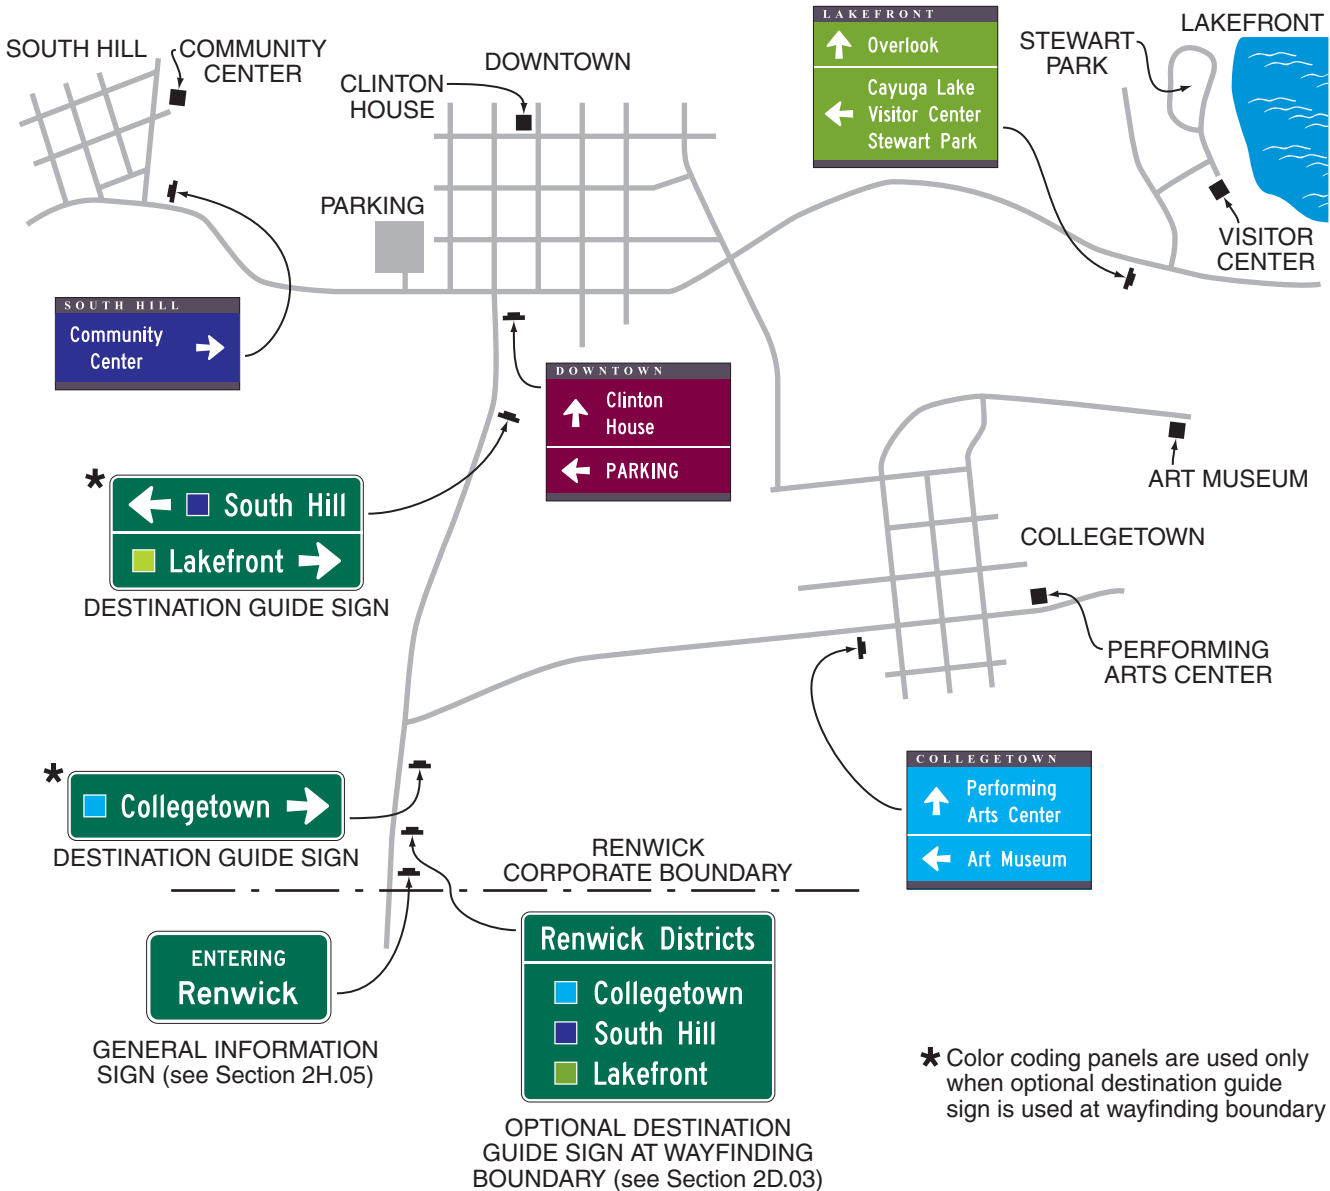 SOUTH HILL
COMMUNITY
CENTER
CLINTON
HOUSE
DOWNTOWN
LAKEFRONT
Overlook
Cayuga Lake
Visitor Center
Stewart Park
STEWART
PARK
LAKEFRONT
PARKING
VISITOR
CENTER
SOUTH HILL
Community
Center
DOWNTOWN
Clinton
House
PARKING
ART MUSEUM
* South Hill
Lakefront
DESTINATION GUIDE SIGN
COLLEGETOWN
PERFORMING
ARTS CENTER
* Collegetown
DESTINATION GUIDE SIGN
COLLEGETOWN
Performing
Arts Center
Art Museum
RENWICK
CORPORATE BOUNDARY
ENTERING
Renwick
GENERAL INFORMATION
SIGN (see Section 2H.05)
Renwick Districts
Collegetown
South Hill
Lakefront
OPTIONAL DESTINATION
GUIDE SIGN AT WAYFINDING
BOUNDARY (see Section 2D.03)
* Color coding panels are used only
when optional destination guide
sign is used at wayfinding boundary